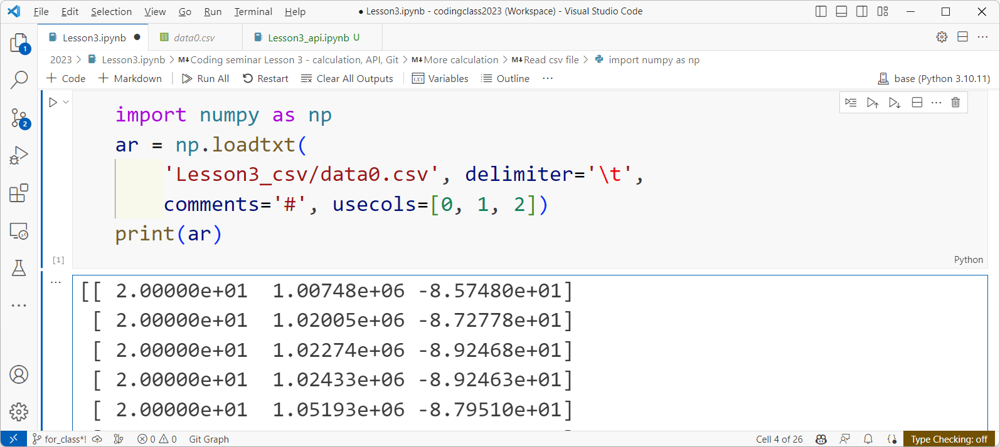 File Edit Selection View Go Run Terminal Help ● Lesson3.ipynb - codingclass2023 (Workspace) - Visual Studio Code
Lesson3.ipynb ● data0.csv Lesson3_api.ipynb U
2023 > Lesson3.ipynb > M↓Coding seminar Lesson 3 - calculation, API, Git > M↓More calculation > M↓Read csv file > import numpy as np
+ Code + Markdown Run All Restart Clear All Outputs Variables Outline ··· base (Python 3.10.11)
1
2
import numpy as np
ar = np.loadtxt(
'Lesson3_csv/data0.csv', delimiter='\t',
comments='#', usecols=[0, 1, 2])
print(ar)
[1] Python
[[ 2.00000e+01 1.00748e+06 -8.57480e+01]
[ 2.00000e+01 1.02005e+06 -8.72778e+01]
[ 2.00000e+01 1.02274e+06 -8.92468e+01]
[ 2.00000e+01 1.02433e+06 -8.92463e+01]
[ 2.00000e+01 1.05193e+06 -8.79510e+01]
for_class*! 0 0 Git Graph Cell 4 of 26 Type Checking: off